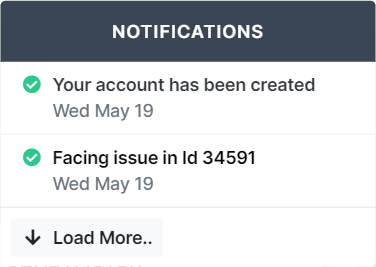 NOTIFICATIONS
Your account has been created
Wed May 19
Facing issue in Id 34591
Wed May 19
Load More..